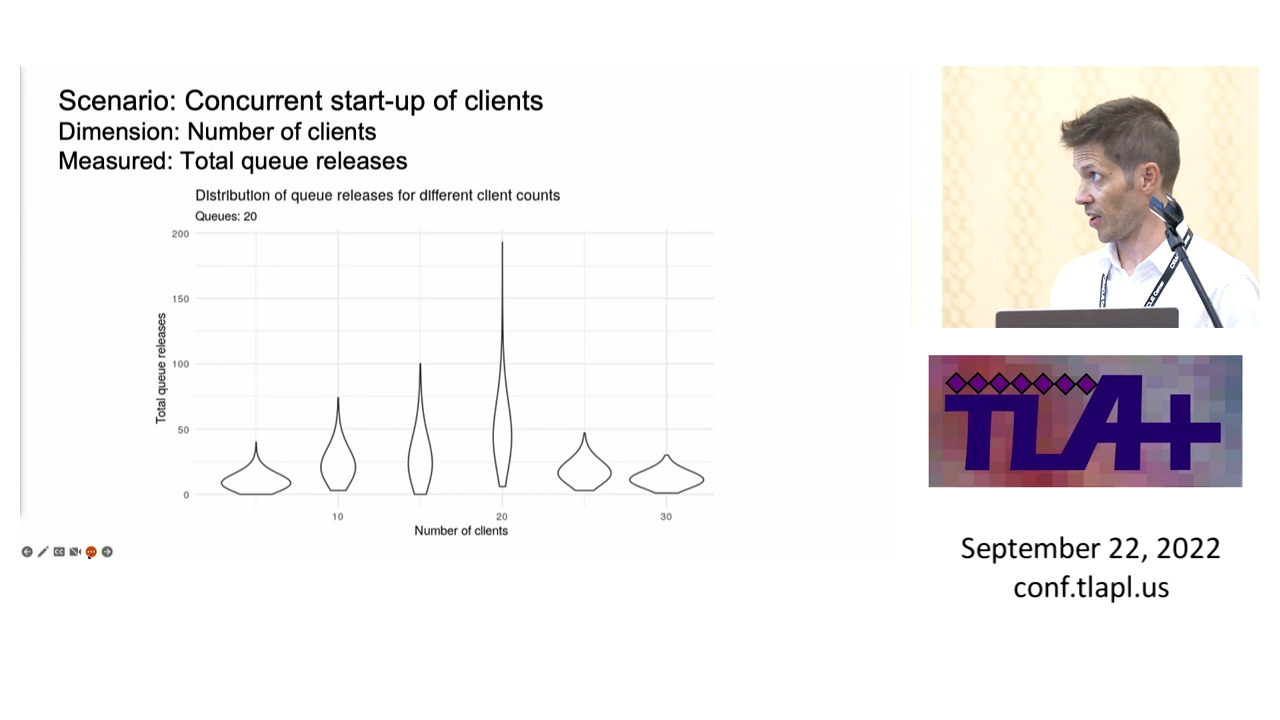 Scenario: Concurrent start-up of clients
Dimension: Number of clients
Measured: Total queue releases
Distribution of queue releases for different client counts
Queues: 20
200
150
100
50
0
Total queue releases
10
20
30
Number of clients
CC
TLA+
September 22, 2022
conf.tlapl.us